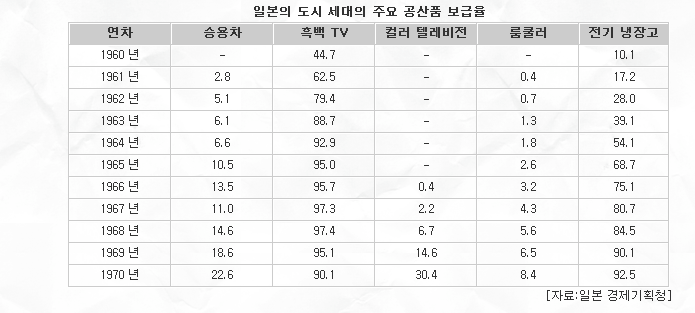 일본의 도시 세대의 주요 공산품 보급율
연차 승용차 흑백 TV 컬러 텔레비전 룸쿨러 전기 냉장고
1960 년 - 44.7 - - 10.1
1961 년 2.8 62.5 - 0.4 17.2
1962 년 5.1 79.4 - 0.7 28.0
1963 년 6.1 88.7 - 1.3 39.1
1964 년 6.6 92.9 - 1.8 54.1
1965 년 10.5 95.0 - 2.6 68.7
1966 년 13.5 95.7 0.4 3.2 75.1
1967 년 11.0 97.3 2.2 4.3 80.7
1968 년 14.6 97.4 6.7 5.6 84.5
1969 년 18.6 95.1 14.6 6.5 90.1
1970 년 22.6 90.1 30.4 8.4 92.5
[자료:일본 경제기획청]